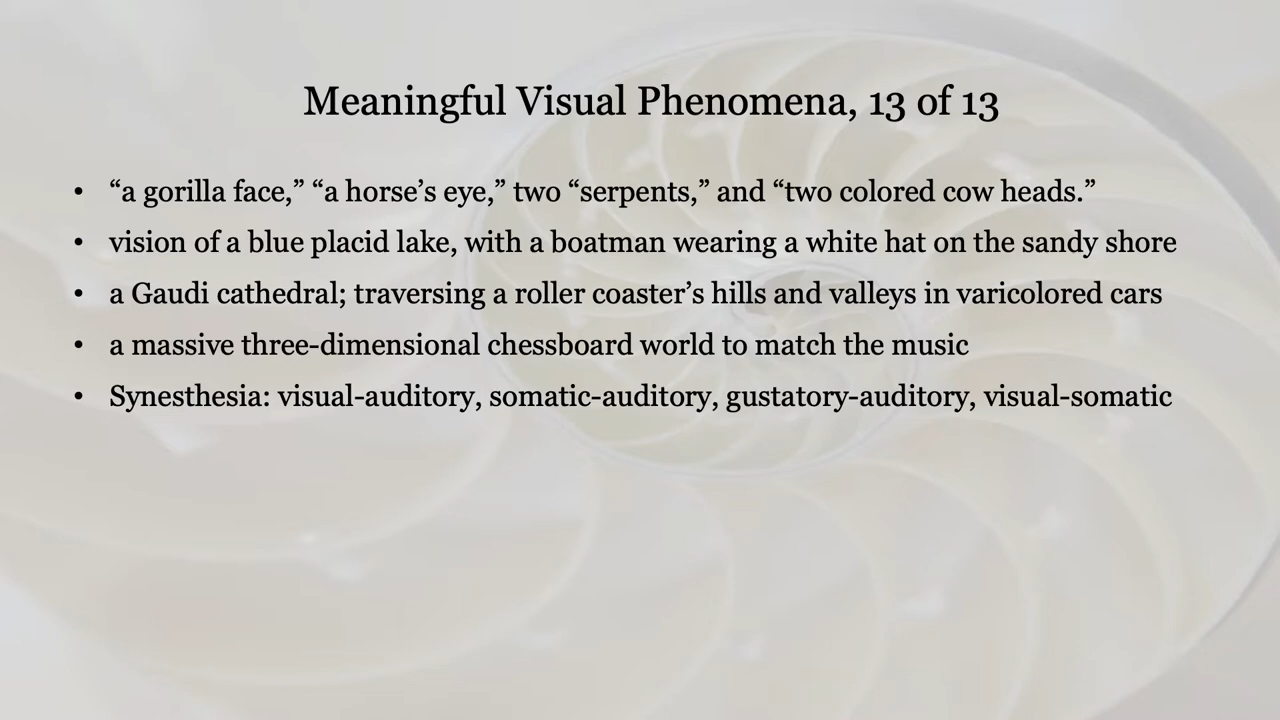 Meaningful Visual Phenomena, 13 of 13
• “a gorilla face,” “a horse’s eye,” two “serpents,” and “two colored cow heads.”
• vision of a blue placid lake, with a boatman wearing a white hat on the sandy shore
• a Gaudi cathedral; traversing a roller coaster’s hills and valleys in varicolored cars
• a massive three-dimensional chessboard world to match the music
• Synesthesia: visual-auditory, somatic-auditory, gustatory-auditory, visual-somatic